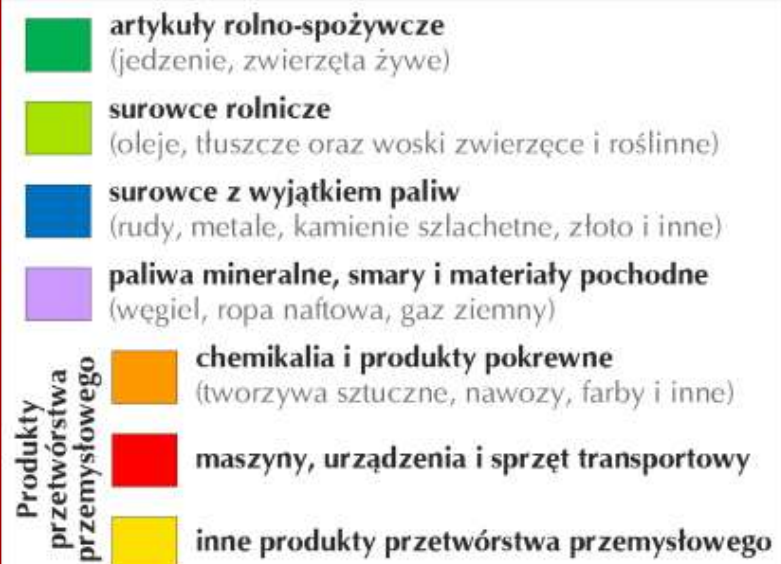 artykuły rolno-spożywcze
(jedzenie, zwierzęta żywe)
surowce rolnicze
(oleje, tłuszcze oraz woski zwierzęce i roślinne)
surowce z wyjątkiem paliw
(rudy, metale, kamienie szlachetne, złoto i inne)
paliwa mineralne, smary i materiały pochodne
(węgiel, ropa naftowa, gaz ziemny)
Produkty
przetwórstwa
przemysłowego
chemikalia i produkty pokrewne
(tworzywa sztuczne, nawozy, farby i inne)
maszyny, urządzenia i sprzęt transportowy
inne produkty przetwórstwa przemysłowego